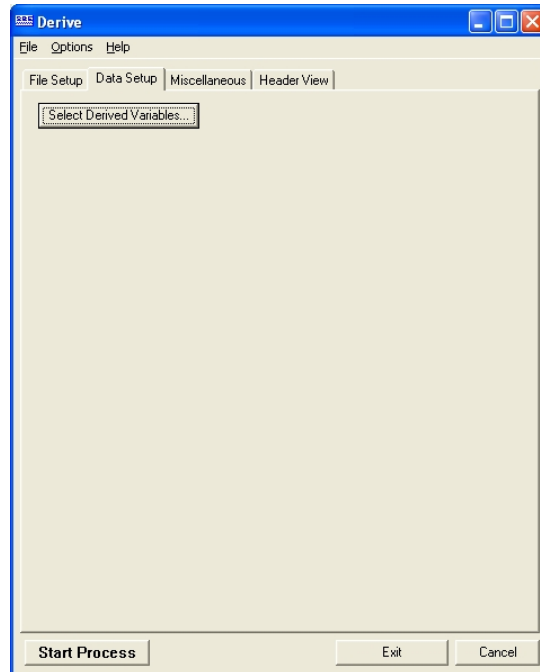 Derive
File Options Help
File Setup Data Setup Miscellaneous Header View
Select Derived Variables...
Start Process Exit Cancel